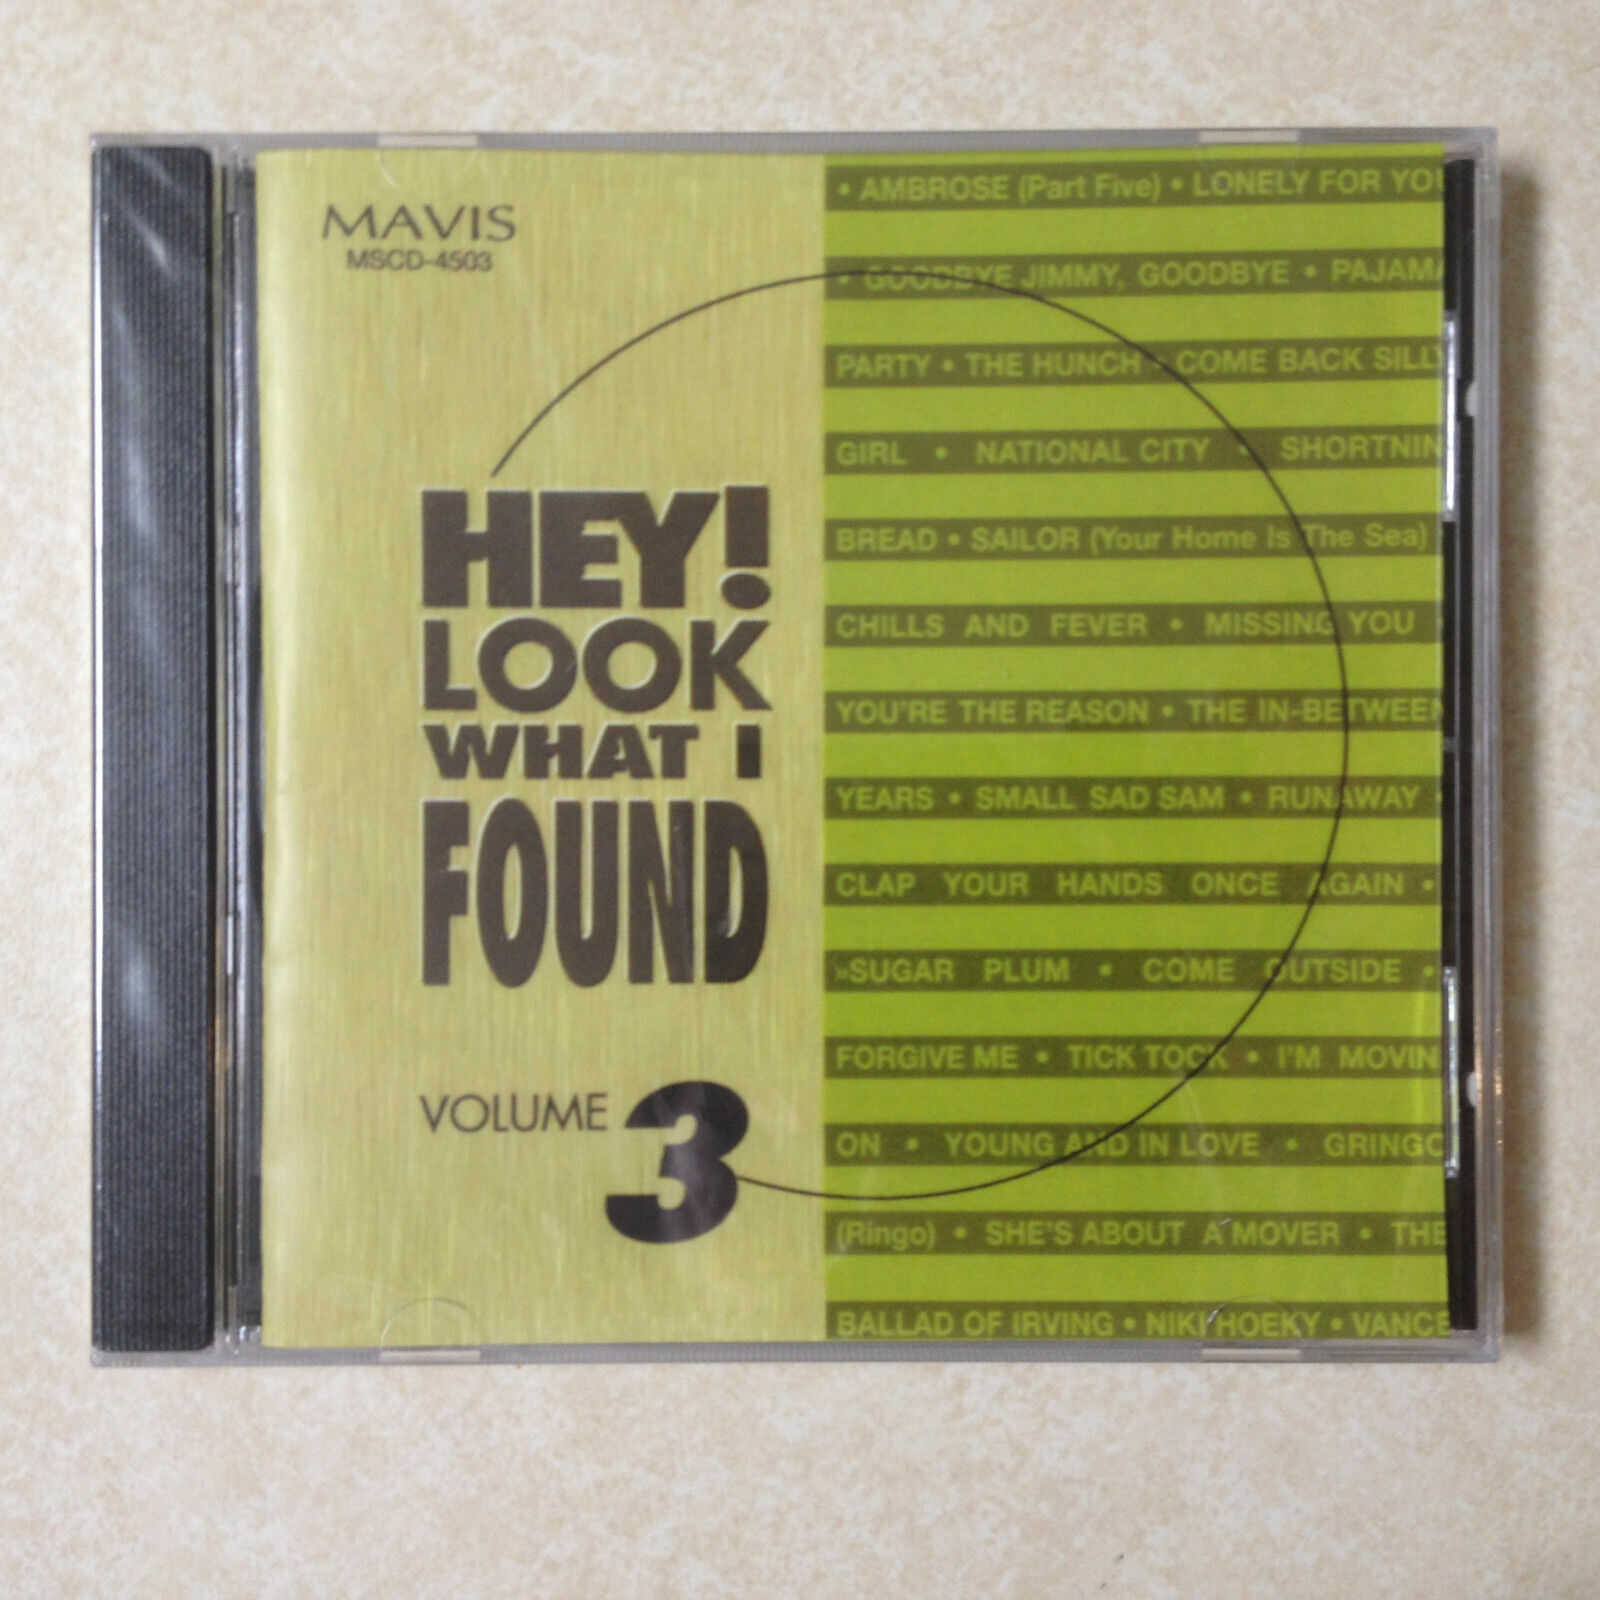 MAVIS
MSCD-4503
HEY!
LOOK
WHAT I
FOUND
VOLUME 3
• AMBROSE (Part Five) • LONELY FOR YOU
• GOODBYE JIMMY, GOODBYE • PAJAMA
PARTY • THE HUNCH • COME BACK SILLY
GIRL • NATIONAL CITY • SHORTNIN
BREAD • SAILOR (Your Home Is The Sea)
CHILLS AND FEVER • MISSING YOU
YOU'RE THE REASON • THE IN-BETWEEN
YEARS • SMALL SAD SAM • RUNAWAY •
CLAP YOUR HANDS ONCE AGAIN •
»SUGAR PLUM • COME OUTSIDE •
FORGIVE ME • TICK TOCK • I'M MOVIN
ON • YOUNG AND IN LOVE • GRINGO
(Ringo) • SHE'S ABOUT A MOVER • THE
BALLAD OF IRVING • NIKI HOEKY • VANCE